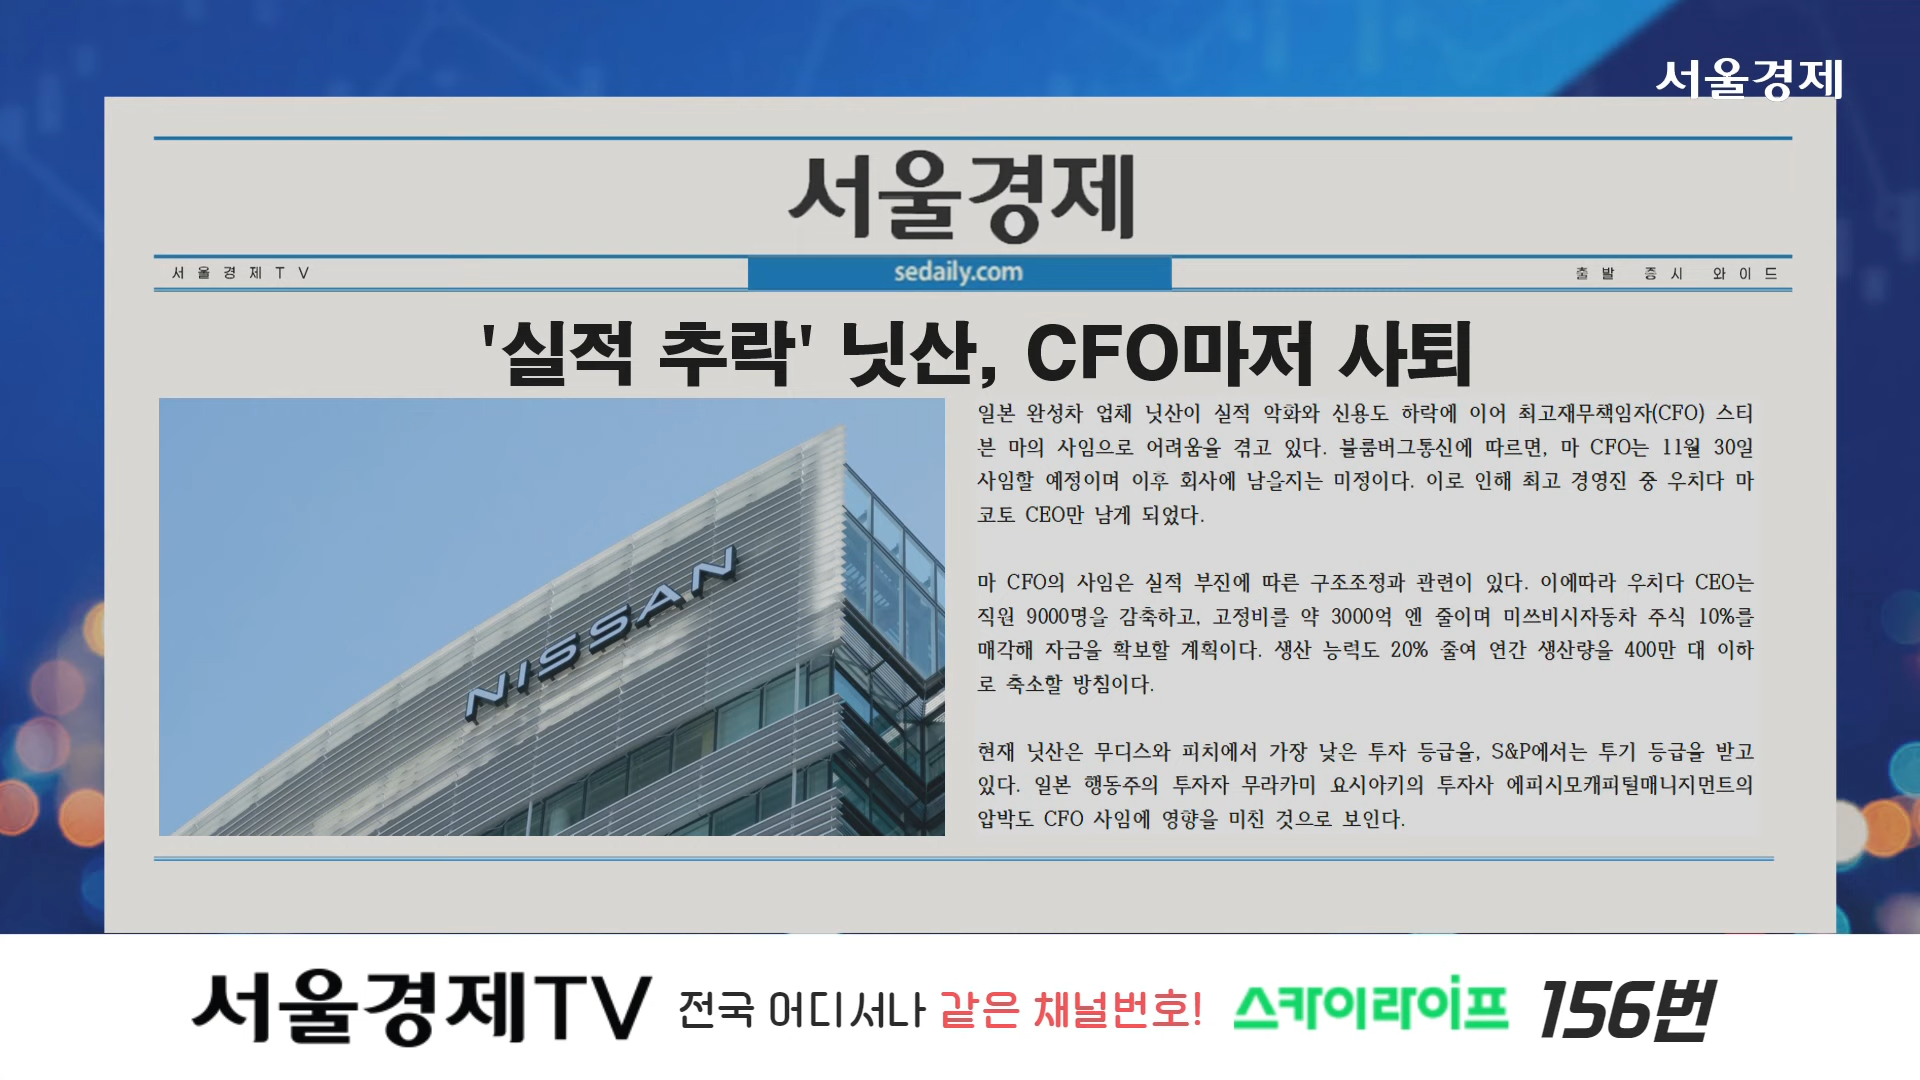 서울경제
서울경제
서울경제TV
sedaily.com
출발 증시 와이드
'실적 추락' 닛산, CFO마저 사퇴
NISSAN
일본 완성차 업체 닛산이 실적 악화와 신용도 하락에 이어 최고재무책임자(CFO) 스티
븐 마의 사임으로 어려움을 겪고 있다. 블룸버그통신에 따르면, 마 CFO는 11월 30일
사임할 예정이며 이후 회사에 남을지는 미정이다. 이로 인해 최고 경영진 중 우치다 마
코토 CEO만 남게 되었다.
마 CFO의 사임은 실적 부진에 따른 구조조정과 관련이 있다. 이에따라 우치다 CEO는
직원 9000명을 감축하고, 고정비를 약 3000억 엔 줄이며 미쓰비시자동차 주식 10%를
매각해 자금을 확보할 계획이다. 생산 능력도 20% 줄여 연간 생산량을 400만 대 이하
로 축소할 방침이다.
현재 닛산은 무디스와 피치에서 가장 낮은 투자 등급을, S&P에서는 투기 등급을 받고
있다. 일본 행동주의 투자자 무라카미 요시아키의 투자사 에피시모캐피털매니지먼트의
압박도 CFO 사임에 영향을 미친 것으로 보인다.
서울경제TV 전국 어디서나 같은 채널번호! 스카이라이프 156번